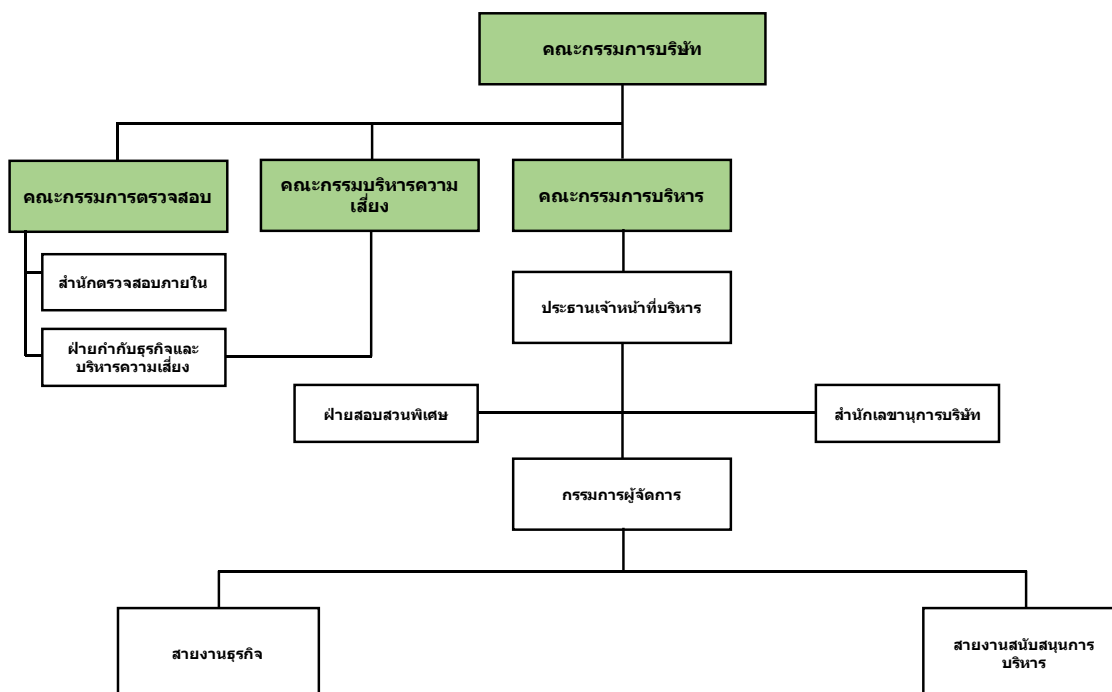 คณะกรรมการบริษัท
คณะกรรมการตรวจสอบ
คณะกรรมบริหารความ
เสี่ยง
คณะกรรมการบริหาร
สำนักตรวจสอบภายใน
ประธานเจ้าหน้าที่บริหาร
ฝ่ายกำกับธุรกิจและ
บริหารความเสี่ยง
ฝ่ายสอบสวนพิเศษ
สำนักเลขานุการบริษัท
กรรมการผู้จัดการ
สายงานธุรกิจ
สายงานสนับสนุนการ
บริหาร